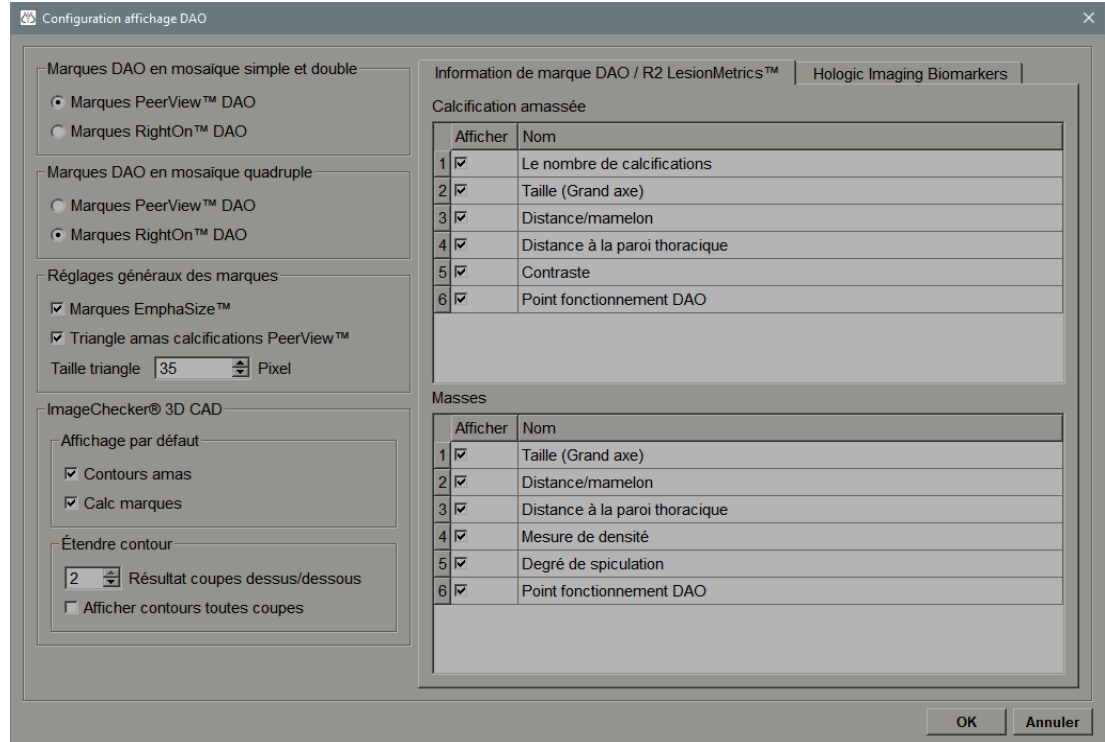 Configuration affichage DAO
Marques DAO en mosaïque simple et double
Marques PeerView™ DAO
Marques RightOn™ DAO
Marques DAO en mosaïque quadruple
Marques PeerView™ DAO
Marques RightOn™ DAO
Réglages généraux des marques
Marques EmphaSize™
Triangle amas calcifications PeerView™
Taille triangle 35 Pixel
ImageChecker® 3D CAD
Affichage par défaut
Contours amas
Calc marques
Étendre contour
2 Résultat coupes dessus/dessous
Afficher contours toutes coupes
Information de marque DAO / R2 LesionMetrics™ Hologic Imaging Biomarkers
Calcification amassée
Afficher Nom
1 Le nombre de calcifications
2 Taille (Grand axe)
3 Distance/mamelon
4 Distance à la paroi thoracique
5 Contraste
6 Point fonctionnement DAO
Masses
Afficher Nom
1 Taille (Grand axe)
2 Distance/mamelon
3 Distance à la paroi thoracique
4 Mesure de densité
5 Degré de spiculation
6 Point fonctionnement DAO
OK Annuler